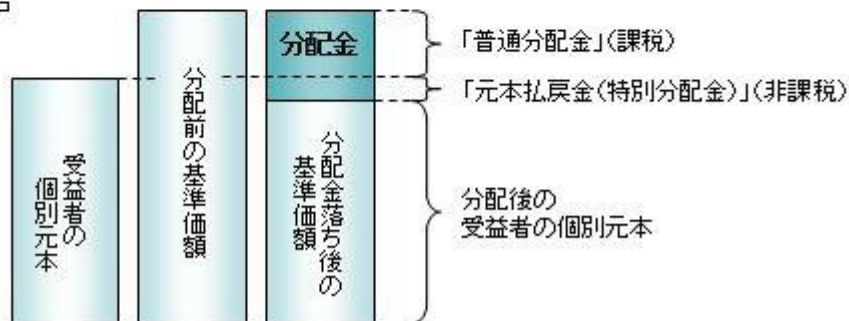 受益者の
個別元本
分配前の基準価額
分配金
分配金落ち後の
基準価額
「普通分配金」(課税)
「元本払戻金(特別分配金)」(非課税)
分配後の
受益者の個別元本